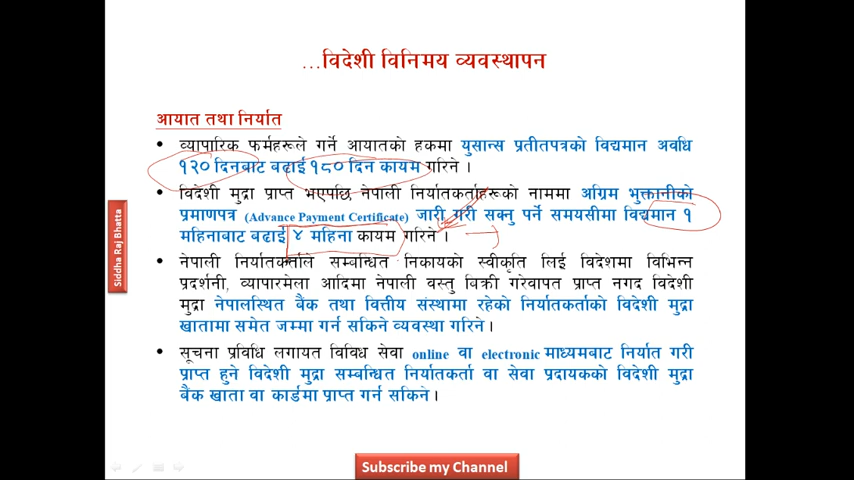 ...विदेशी विनिमय व्यवस्थापन
आयात तथा निर्यात
• व्यापारिक फर्महरूले गर्ने आयातको हकमा युसान्स प्रतीतपत्रको विद्यमान अवधि
१२० दिनबाट बढाई १८० दिन कायम गरिने ।
• विदेशी मुद्रा प्राप्त भएपछि नेपाली निर्यातकर्ताहरूको नाममा अग्रिम भुक्तानीको
प्रमाणपत्र (Advance Payment Certificate) जारी गरी सक्नु पर्ने समयसीमा विद्यमान १
महिनाबाट बढाई ४ महिना कायम गरिने ।
• नेपाली निर्यातकर्ताले सम्बन्धित निकायको स्वीकृति लिई विदेशमा विभिन्न
प्रदर्शनी, व्यापारमेला आदिमा नेपाली वस्तु बिक्री गरेवापत प्राप्त नगद विदेशी
मुद्रा नेपालस्थित बैंक तथा वित्तीय संस्थामा रहेको निर्यातकर्ताको विदेशी मुद्रा
खातामा समेत जम्मा गर्न सकिने व्यवस्था गरिने ।
• सूचना प्रविधि लगायत विविध सेवा online वा electronic माध्यमबाट निर्यात गरी
प्राप्त हुने विदेशी मुद्रा सम्बन्धित निर्यातकर्ता वा सेवा प्रदायकको विदेशी मुद्रा
बैंक खाता वा कार्डमा प्राप्त गर्न सकिने ।
Siddha Raj Bhatta
Subscribe my Channel